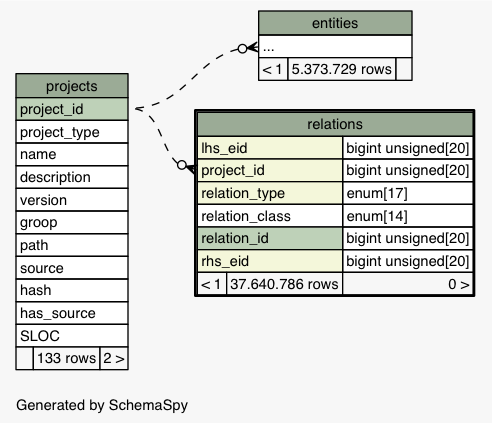 entities
...
< 1 5.373.729 rows
projects
project_id
project_type
name
description
version
groop
path
source
hash
has_source
SLOC
133 rows 2 >
relations
lhs_eid bigint unsigned[20]
project_id bigint unsigned[20]
relation_type enum[17]
relation_class enum[14]
relation_id bigint unsigned[20]
rhs_eid bigint unsigned[20]
< 1 37.640.786 rows 0 >
Generated by SchemaSpy